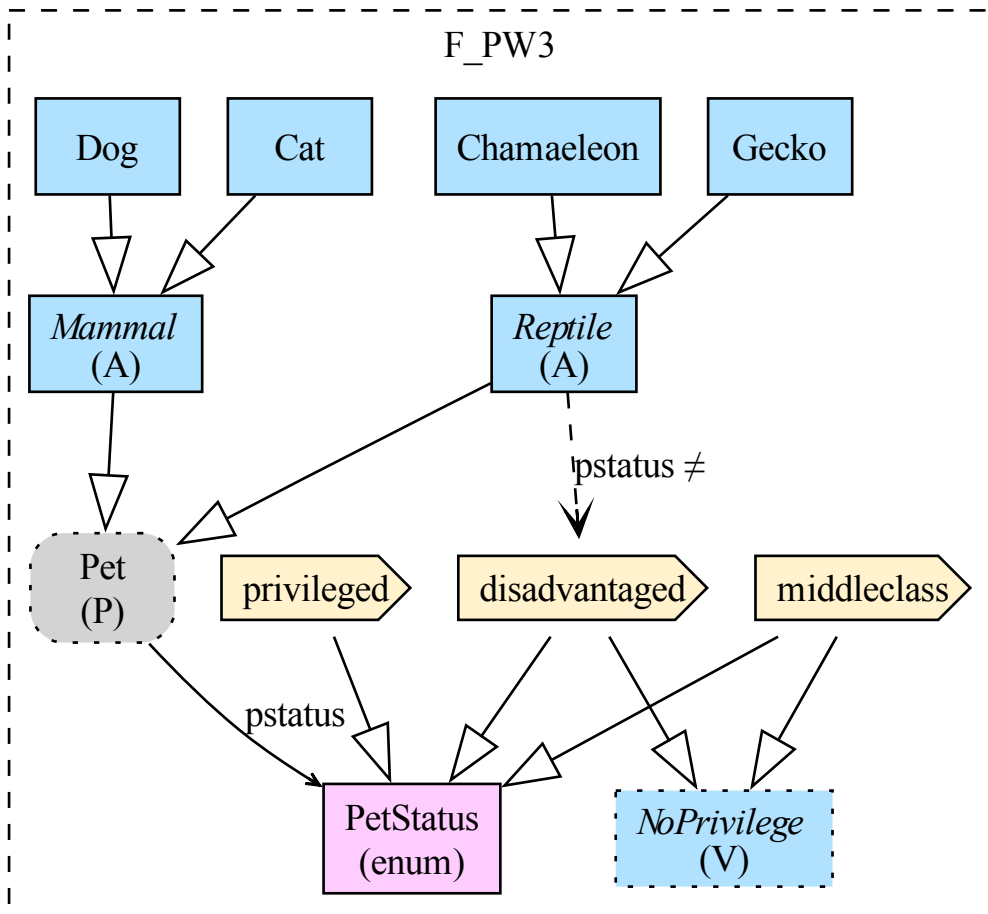 F_PW3
Dog
Cat
Chamaeleon
Gecko
Mammal
(A)
Reptile
(A)
pstatus ≠
Pet
(P)
privileged
disadvantaged
middleclass
pstatus
PetStatus
(enum)
NoPrivilege
(V)